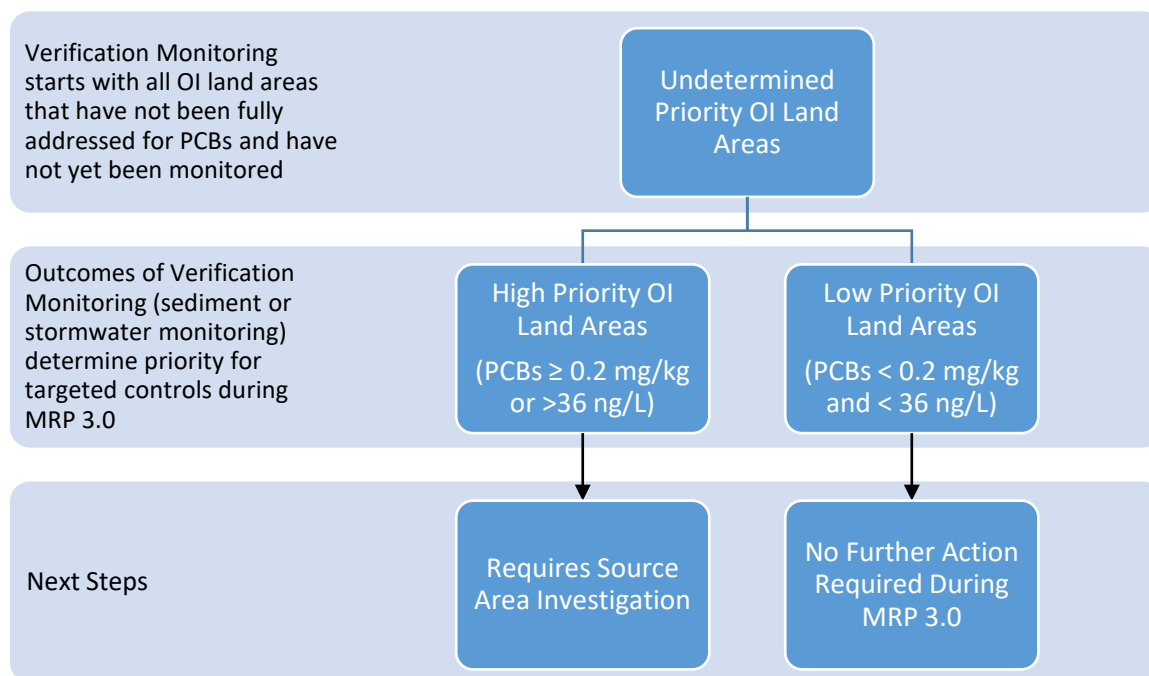 Verification Monitoring
starts with all OI land areas
that have not been fully
addressed for PCBs and have
not yet been monitored
Undetermined
Priority OI Land
Areas
Outcomes of Verification
Monitoring (sediment or
stormwater monitoring)
determine priority for
targeted controls during
MRP 3.0
High Priority OI
Land Areas
(PCBs ≥ 0.2 mg/kg
or >36 ng/L)
Low Priority OI
Land Areas
(PCBs < 0.2 mg/kg
and < 36 ng/L)
Next Steps
Requires Source
Area Investigation
No Further Action
Required During
MRP 3.0